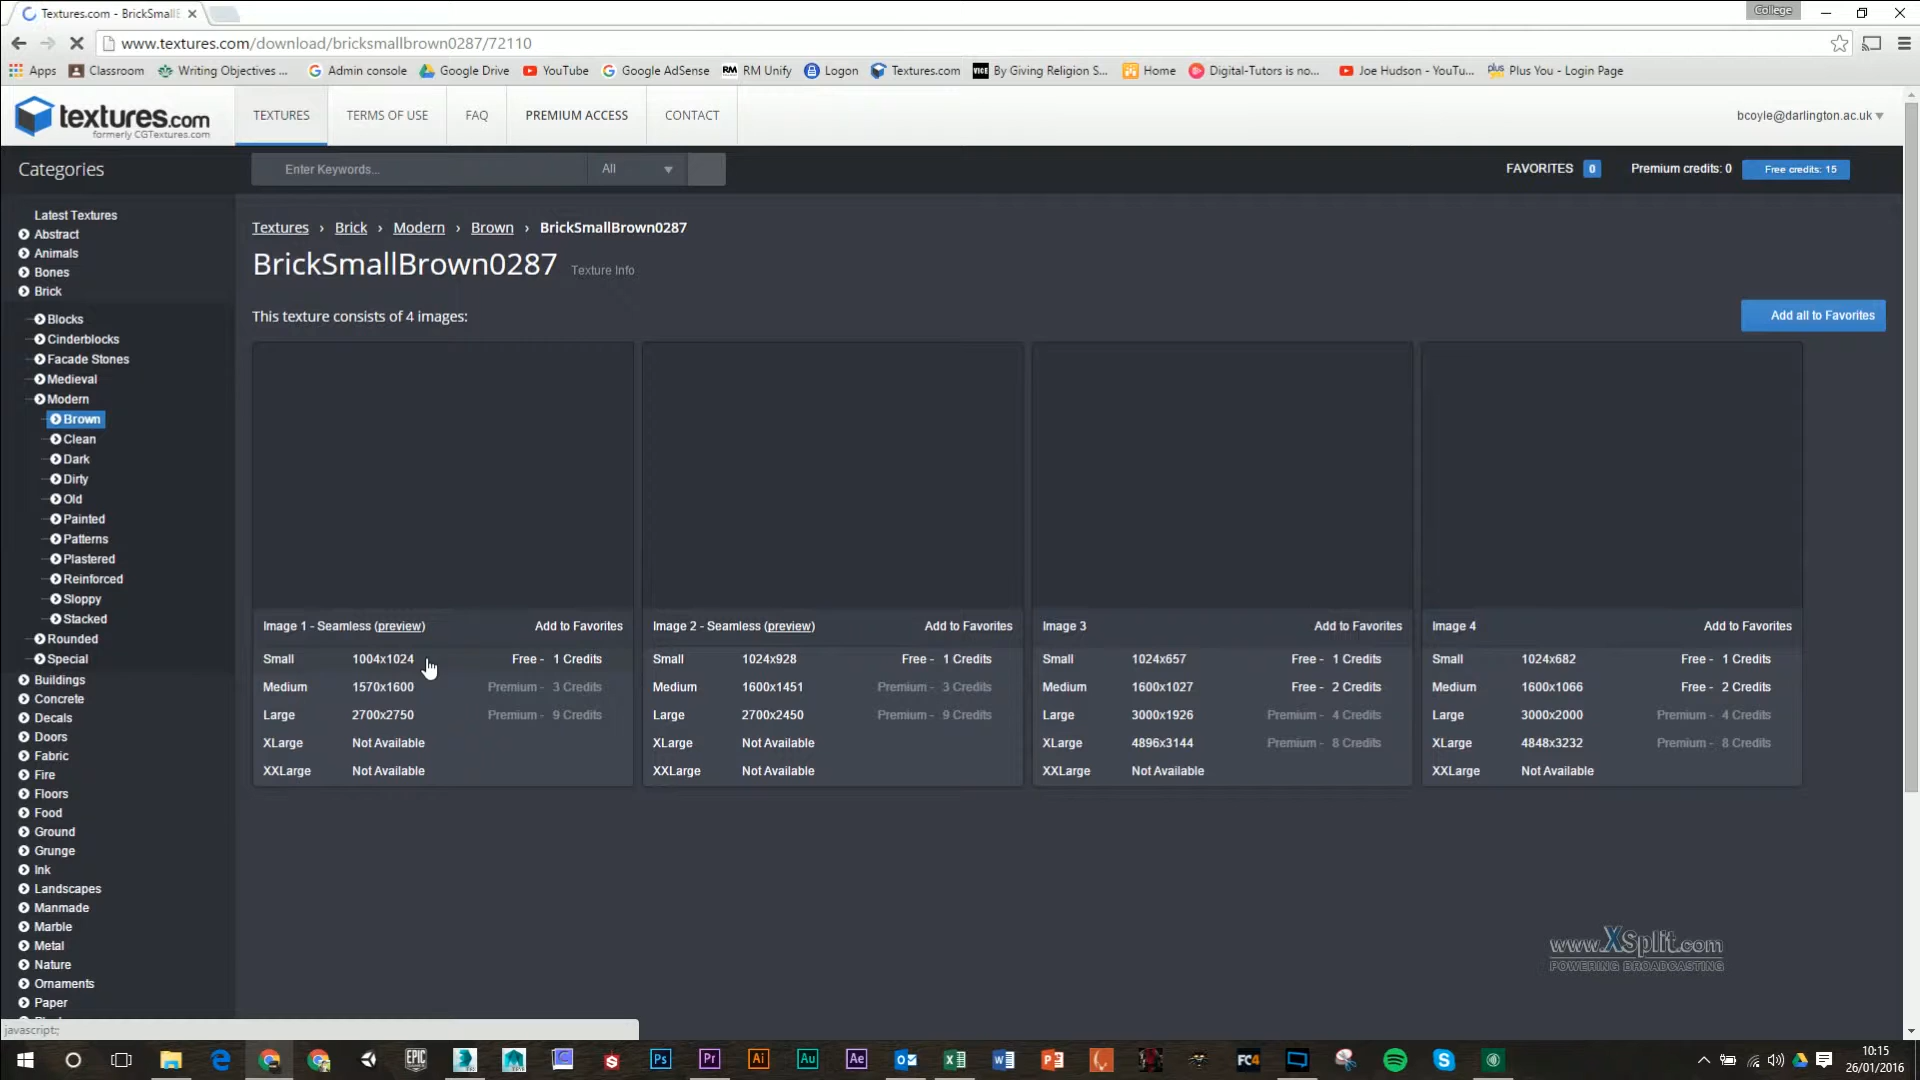 Textures.com - BrickSmallB
College
www.textures.com/download/bricksmallbrown0287/72110
Apps Classroom Writing Objectives ... Admin console Google Drive YouTube Google AdSense RM RM Unify Logon Textures.com VICE By Giving Religion S... Home Digital-Tutors is no... Joe Hudson - YouTu... plus Plus You - Login Page
textures.com
formerly CGTextures.com
TEXTURES TERMS OF USE FAQ PREMIUM ACCESS CONTACT
bcoyle@darlington.ac.uk
Categories
Enter Keywords... All
FAVORITES 0 Premium credits: 0 Free credits: 15
Latest Textures
Abstract
Animals
Bones
Brick
Blocks
Cinderblocks
Facade Stones
Medieval
Modern
Brown
Clean
Dark
Dirty
Old
Painted
Patterns
Plastered
Reinforced
Sloppy
Stacked
Rounded
Special
Buildings
Concrete
Decals
Doors
Fabric
Fire
Floors
Food
Ground
Grunge
Ink
Landscapes
Manmade
Marble
Metal
Nature
Ornaments
Paper
Textures › Brick › Modern › Brown › BrickSmallBrown0287
BrickSmallBrown0287 Texture Info
This texture consists of 4 images:
Add all to Favorites
Image 1 - Seamless (preview) Add to Favorites
Small 1004x1024 Free - 1 Credits
Medium 1570x1600 Premium - 3 Credits
Large 2700x2750 Premium - 9 Credits
XLarge Not Available
XXLarge Not Available
Image 2 - Seamless (preview) Add to Favorites
Small 1024x928 Free - 1 Credits
Medium 1600x1451 Premium - 3 Credits
Large 2700x2450 Premium - 9 Credits
XLarge Not Available
XXLarge Not Available
Image 3 Add to Favorites
Small 1024x657 Free - 1 Credits
Medium 1600x1027 Free - 2 Credits
Large 3000x1926 Premium - 4 Credits
XLarge 4896x3144 Premium - 8 Credits
XXLarge Not Available
Image 4 Add to Favorites
Small 1024x682 Free - 1 Credits
Medium 1600x1066 Free - 2 Credits
Large 3000x2000 Premium - 4 Credits
XLarge 4848x3232 Premium - 8 Credits
XXLarge Not Available
www.XSplit.com
POWERING BROADCASTING
javascript:;
EPIC Ps Pr Ai Au Ae FC4
10:15
26/01/2016